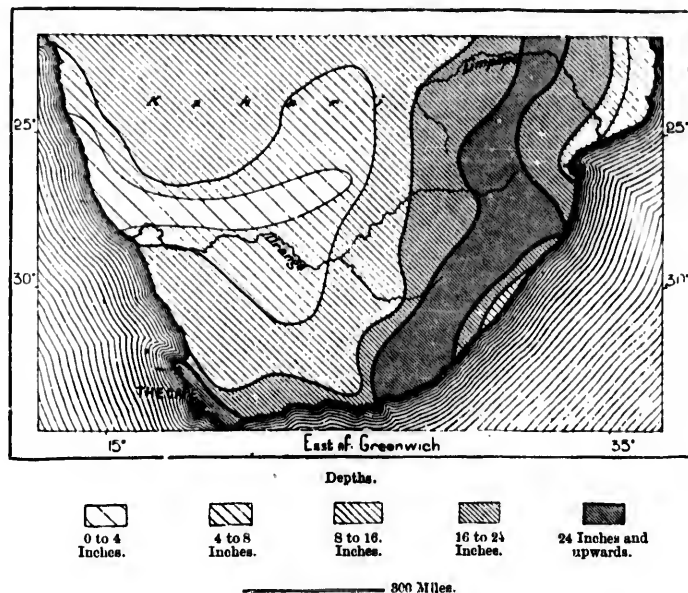 Limpopo
K a h a r i
25°
25°
Orange
30°
30°
THE CAPE
15°
East of Greenwich
35°
Depths.
0 to 4 Inches.
4 to 8 Inches.
8 to 16. Inches.
16 to 24 Inches.
24 Inches and upwards.
300 Miles.